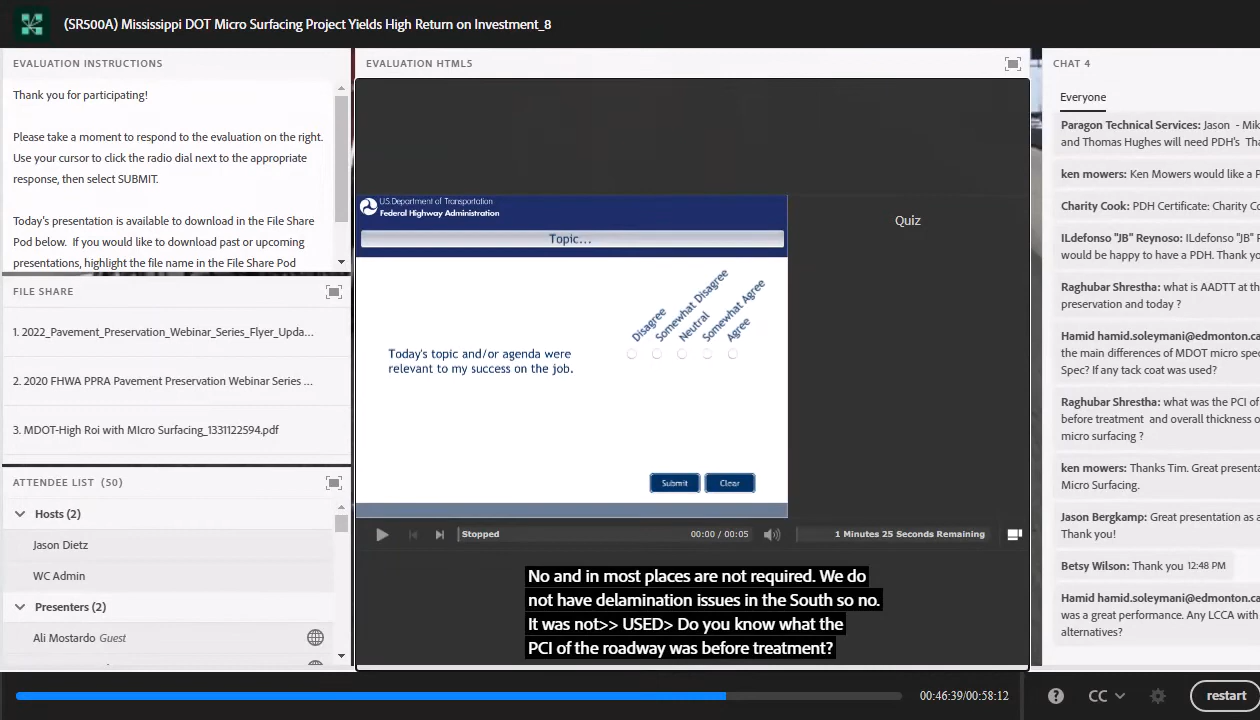 (SR500A) Mississippi DOT Micro Surfacing Project Yields High Return on Investment_8
EVALUATION INSTRUCTIONS
Thank you for participating!
Please take a moment to respond to the evaluation on the right.
Use your cursor to click the radio dial next to the appropriate
response, then select SUBMIT.
Today's presentation is available to download in the File Share
Pod below. If you would like to download past or upcoming
presentations, highlight the file name in the File Share Pod
FILE SHARE
1. 2022_Pavement_Preservation_Webinar_Series_Flyer_Upda...
2. 2020 FHWA PPRA Pavement Preservation Webinar Series ...
3. MDOT-High Roi with MIcro Surfacing_1331122594.pdf
ATTENDEE LIST (50)
Hosts (2)
Jason Dietz
WC Admin
Presenters (2)
Ali Mostardo Guest
EVALUATION HTML5
U.S.Department of Transportation
Federal Highway Administration
Topic...
Disagree
Somewhat Disagree
Neutral
Somewhat Agree
Agree
Today's topic and/or agenda were
relevant to my success on the job.
Submit Clear
Quiz
Stopped 00:00 / 00:05 1 Minutes 25 Seconds Remaining
No and in most places are not required. We do
not have delamination issues in the South so no.
It was not>> USED> Do you know what the
PCI of the roadway was before treatment?
CHAT 4
Everyone
Paragon Technical Services: Jason - Mik
and Thomas Hughes will need PDH's Tha
ken mowers: Ken Mowers would like a P
Charity Cook: PDH Certificate: Charity Co
ILdefonso "JB" Reynoso: ILdefonso "JB" R
would be happy to have a PDH. Thank yo
Raghubar Shrestha: what is AADTT at th
preservation and today ?
Hamid hamid.soleymani@edmonton.ca
the main differences of MDOT micro spec
Spec? If any tack coat was used?
Raghubar Shrestha: what was the PCI of
before treatment and overall thickness o
micro surfacing ?
ken mowers: Thanks Tim. Great presenta
Micro Surfacing.
Jason Bergkamp: Great presentation as a
Thank you!
Betsy Wilson: Thank you 12:48 PM
Hamid hamid.soleymani@edmonton.ca
was a great performance. Any LCCA with
alternatives?
00:46:39/00:58:12
CC
restart